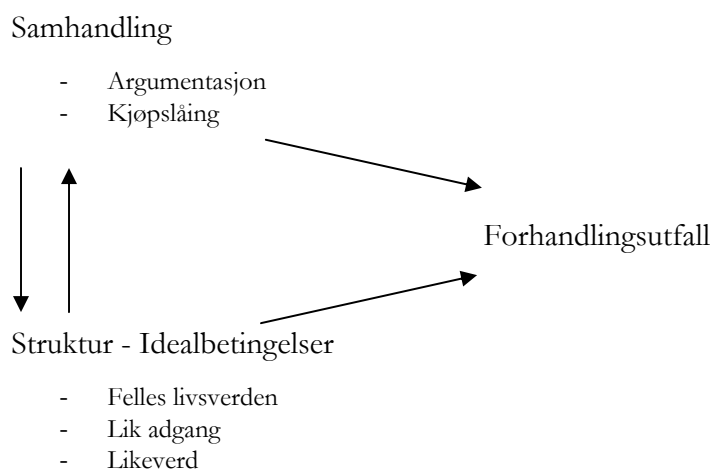 Samhandling
- Argumentasjon
- Kjøpslåing
Forhandlingsutfall
Struktur - Idealbetingelser
- Felles livsverden
- Lik adgang
- Likeverd